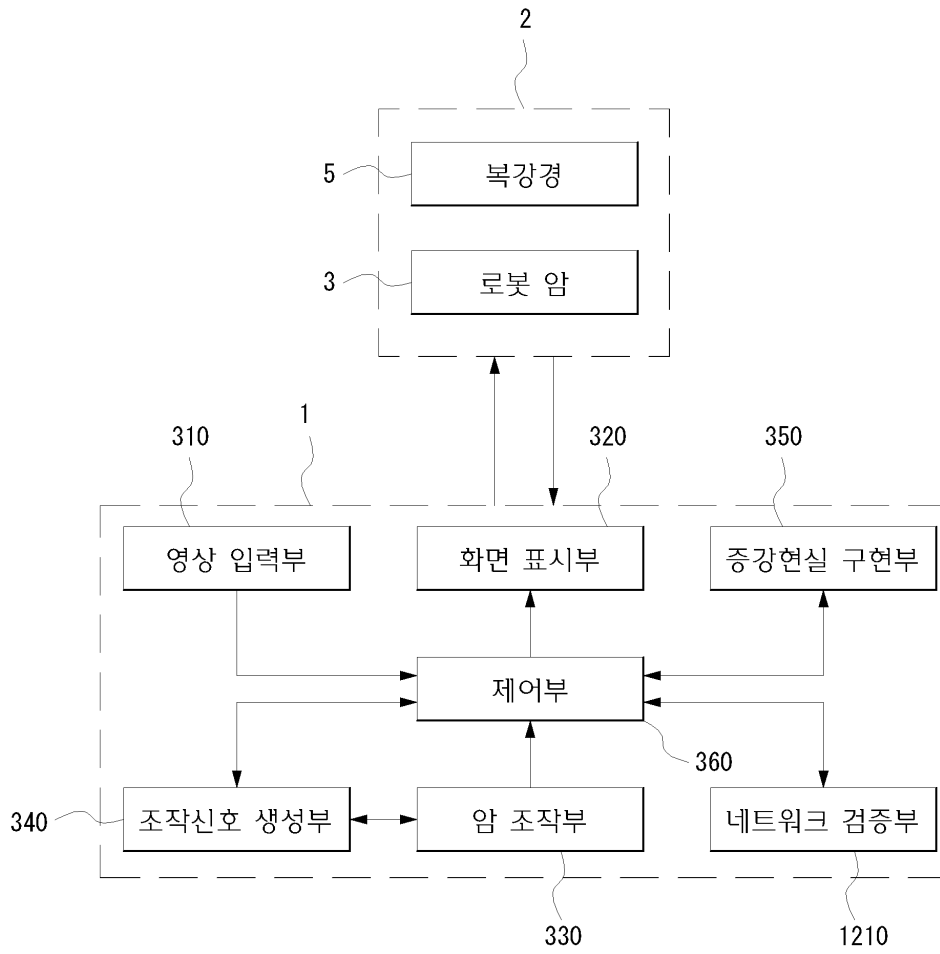 2
5
복강경
3
로봇 암
1
310
320
350
영상 입력부
화면 표시부
증강현실 구현부
제어부
360
340
조작신호 생성부
암 조작부
네트워크 검증부
330
1210